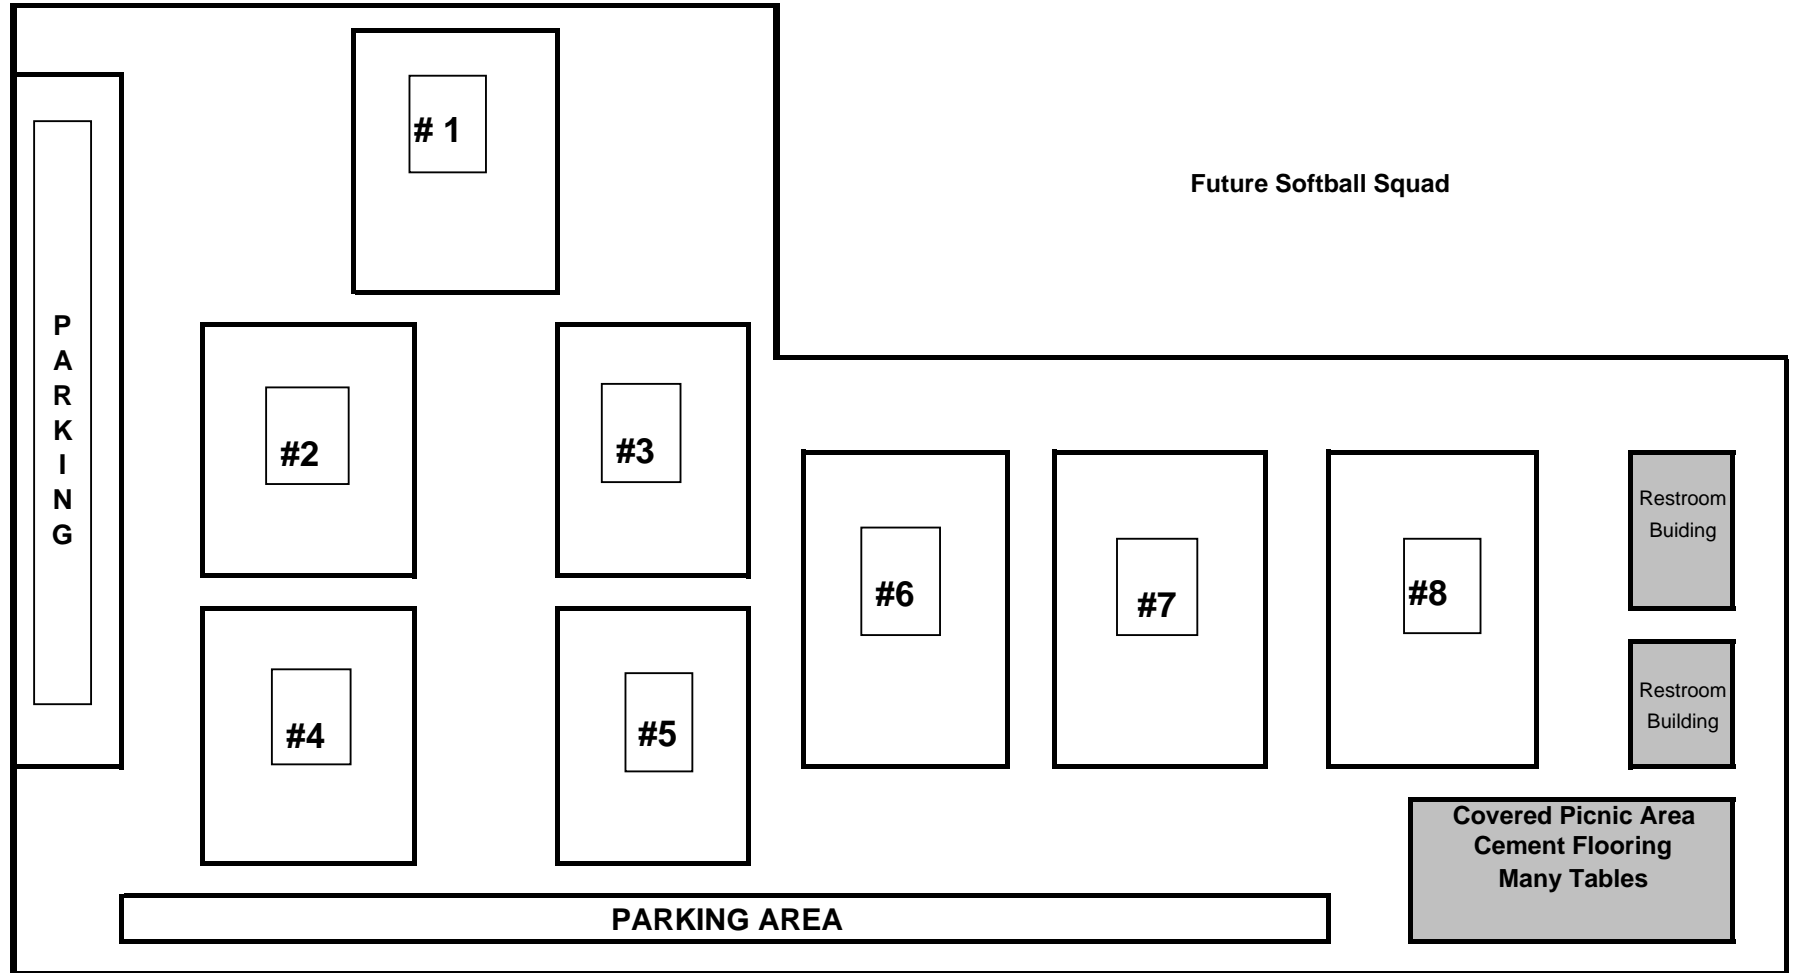 # 1
Future Softball Squad
P
A
R
K
I
N
G
#2
#3
#6
#7
#8
Restroom
Buiding
#4
#5
Restroom
Building
Covered Picnic Area
Cement Flooring
Many Tables
PARKING AREA